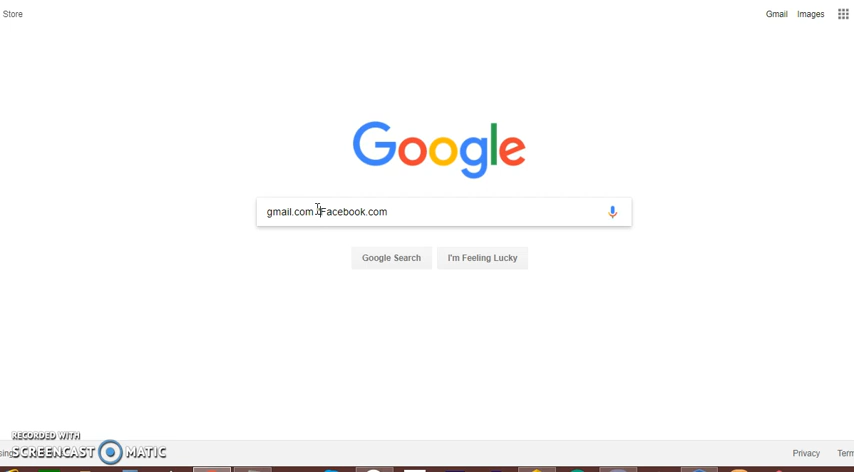 Store
Gmail Images
Google
gmail.com. Facebook.com
Google Search I'm Feeling Lucky
RECORDED WITH
SCREENCAST MATIC
Privacy